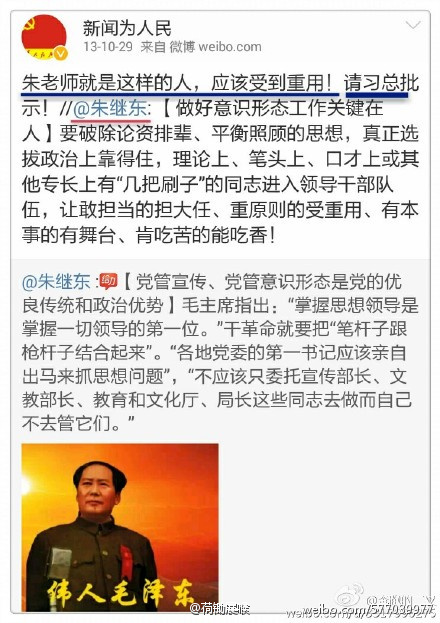 新闻为人民
13-10-29 来自 微博 weibo.com
朱老师就是这样的人，应该受到重用！请习总批
示！//@朱继东:【做好意识形态工作关键在
人】要破除论资排辈、平衡照顾的思想，真正选
拔政治上靠得住，理论上、笔头上、口才上或其
他专长上有“几把刷子”的同志进入领导干部队
伍，让敢担当的担大任、重原则的受重用、有本
事的有舞台、肯吃苦的能吃香！
@朱继东:【党管宣传、党管意识形态是党的优
良传统和政治优势】毛主席指出：“掌握思想领导是
掌握一切领导的第一位。”干革命就要把“笔杆子跟
枪杆子结合起来”。“各地党委的第一书记应该亲自
出马来抓思想问题”，“不应该只委托宣传部长、文
教部长、教育和文化厅、局长这些同志去做而自己
不去管它们。”
伟人毛泽东